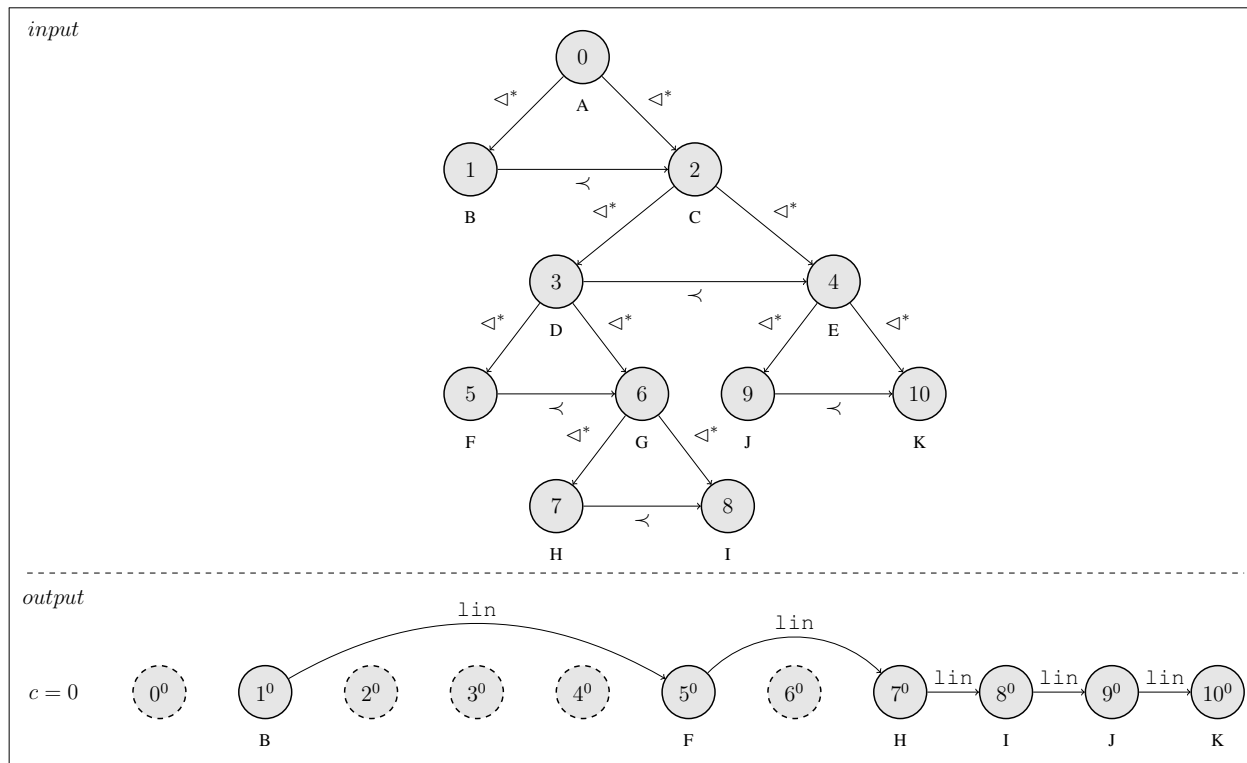 input
0
A
◁* ◁*
1 ≺ 2
B C
◁* ◁*
3 ≺ 4
D E
◁* ◁* ◁* ◁*
5 ≺ 6 9 ≺ 10
F G J K
◁* ◁*
7 ≺ 8
H I
output
lin lin
c = 0 0⁰ 1⁰ 2⁰ 3⁰ 4⁰ 5⁰ 6⁰ 7⁰ lin 8⁰ lin 9⁰ lin 10⁰
B F H I J K